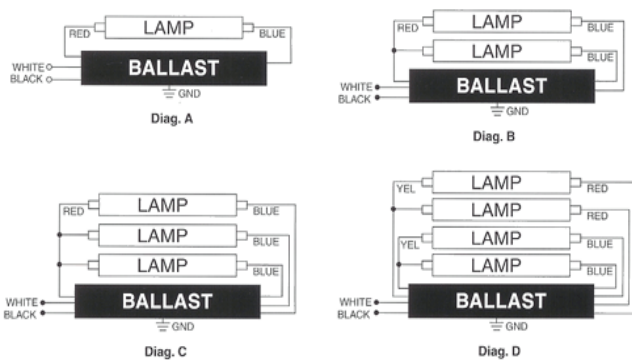 LAMP
RED
BLUE
WHITE
BLACK
BALLAST
GND
Diag. A
LAMP
RED
BLUE
LAMP
BLUE
WHITE
BLACK
BALLAST
GND
Diag. B
LAMP
RED
BLUE
LAMP
BLUE
LAMP
BLUE
WHITE
BLACK
BALLAST
GND
Diag. C
YEL
LAMP
RED
LAMP
RED
YEL
LAMP
BLUE
LAMP
BLUE
WHITE
BLACK
BALLAST
GND
Diag. D